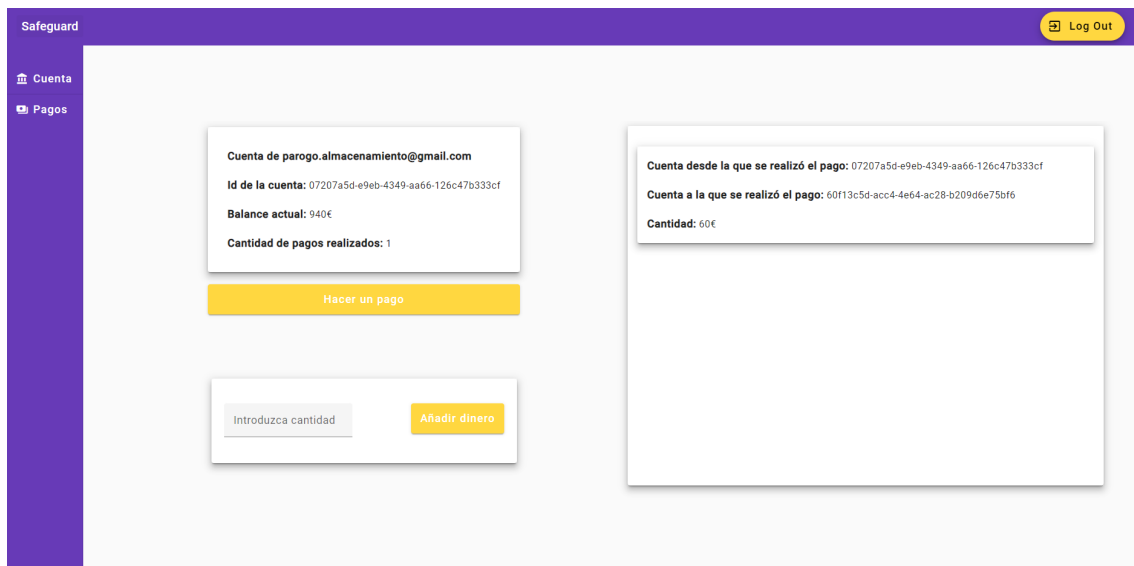 Safeguard
Log Out
Cuenta
Pagos
Cuenta de parogo.almacenamiento@gmail.com
Id de la cuenta: 07207a5d-e9eb-4349-aa66-126c47b333cf
Balance actual: 940€
Cantidad de pagos realizados: 1
Hacer un pago
Introduzca cantidad
Añadir dinero
Cuenta desde la que se realizó el pago: 07207a5d-e9eb-4349-aa66-126c47b333cf
Cuenta a la que se realizó el pago: 60f13c5d-acc4-4e64-ac28-b209d6e75bf6
Cantidad: 60€